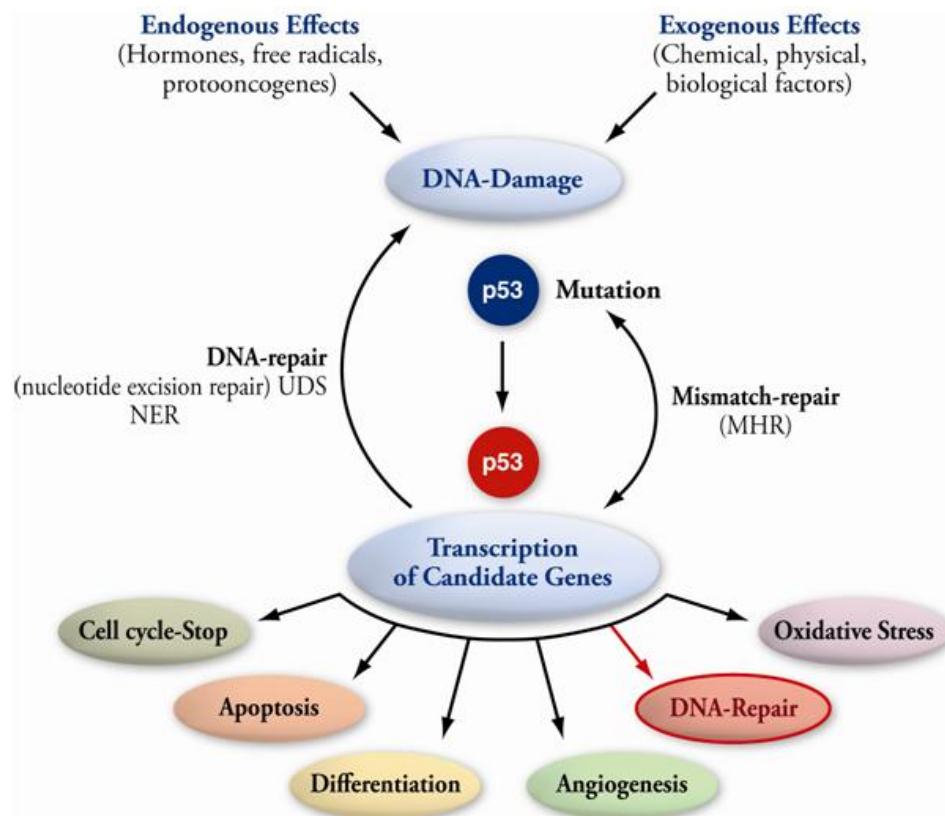 Endogenous Effects
(Hormones, free radicals,
protooncogenes)
Exogenous Effects
(Chemical, physical,
biological factors)
DNA-Damage
p53
Mutation
DNA-repair
(nucleotide excision repair) UDS
NER
Mismatch-repair
(MHR)
p53
Transcription
of Candidate Genes
Cell cycle-Stop
Oxidative Stress
Apoptosis
DNA-Repair
Differentiation
Angiogenesis